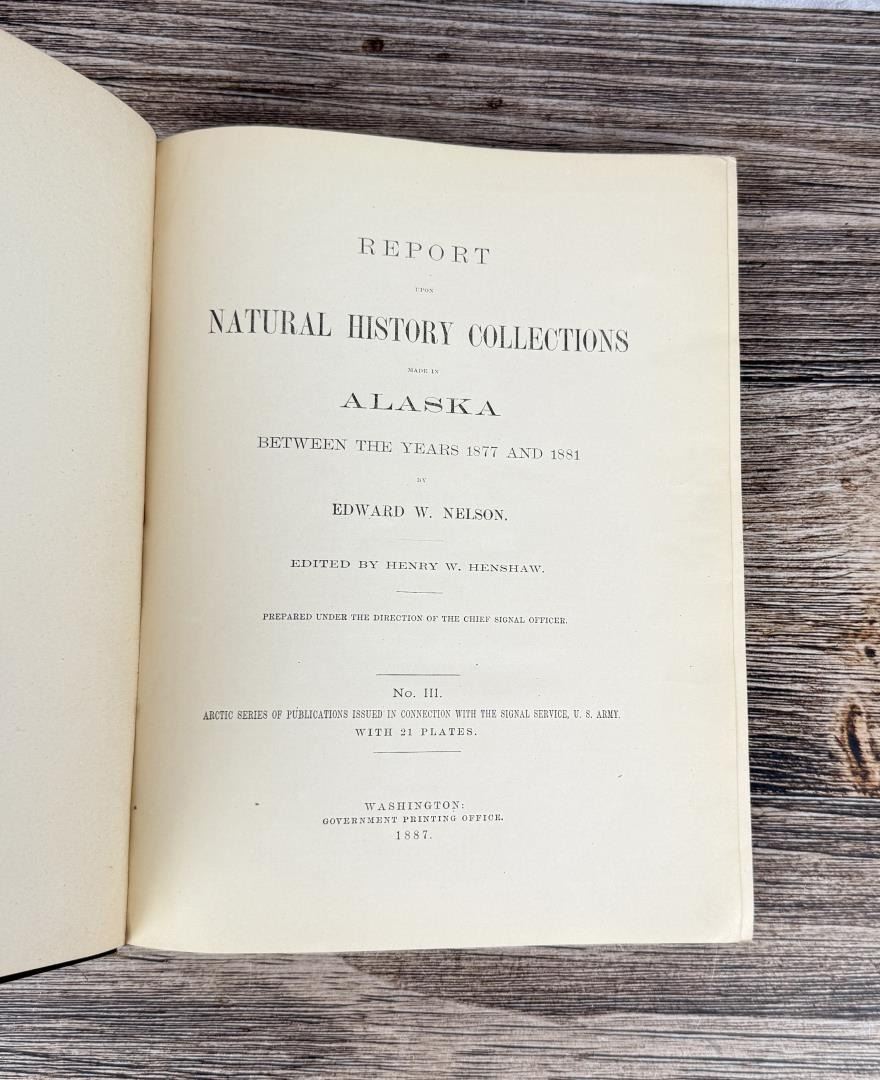 REPORT
UPON
NATURAL HISTORY COLLECTIONS
MADE IN
ALASKA
BETWEEN THE YEARS 1877 AND 1881
BY
EDWARD W. NELSON.
EDITED BY HENRY W. HENSHAW.
PREPARED UNDER THE DIRECTION OF THE CHIEF SIGNAL OFFICER.
No. III.
ARCTIC SERIES OF PUBLICATIONS ISSUED IN CONNECTION WITH THE SIGNAL SERVICE, U. S. ARMY.
WITH 21 PLATES.
WASHINGTON:
GOVERNMENT PRINTING OFFICE.
1887.